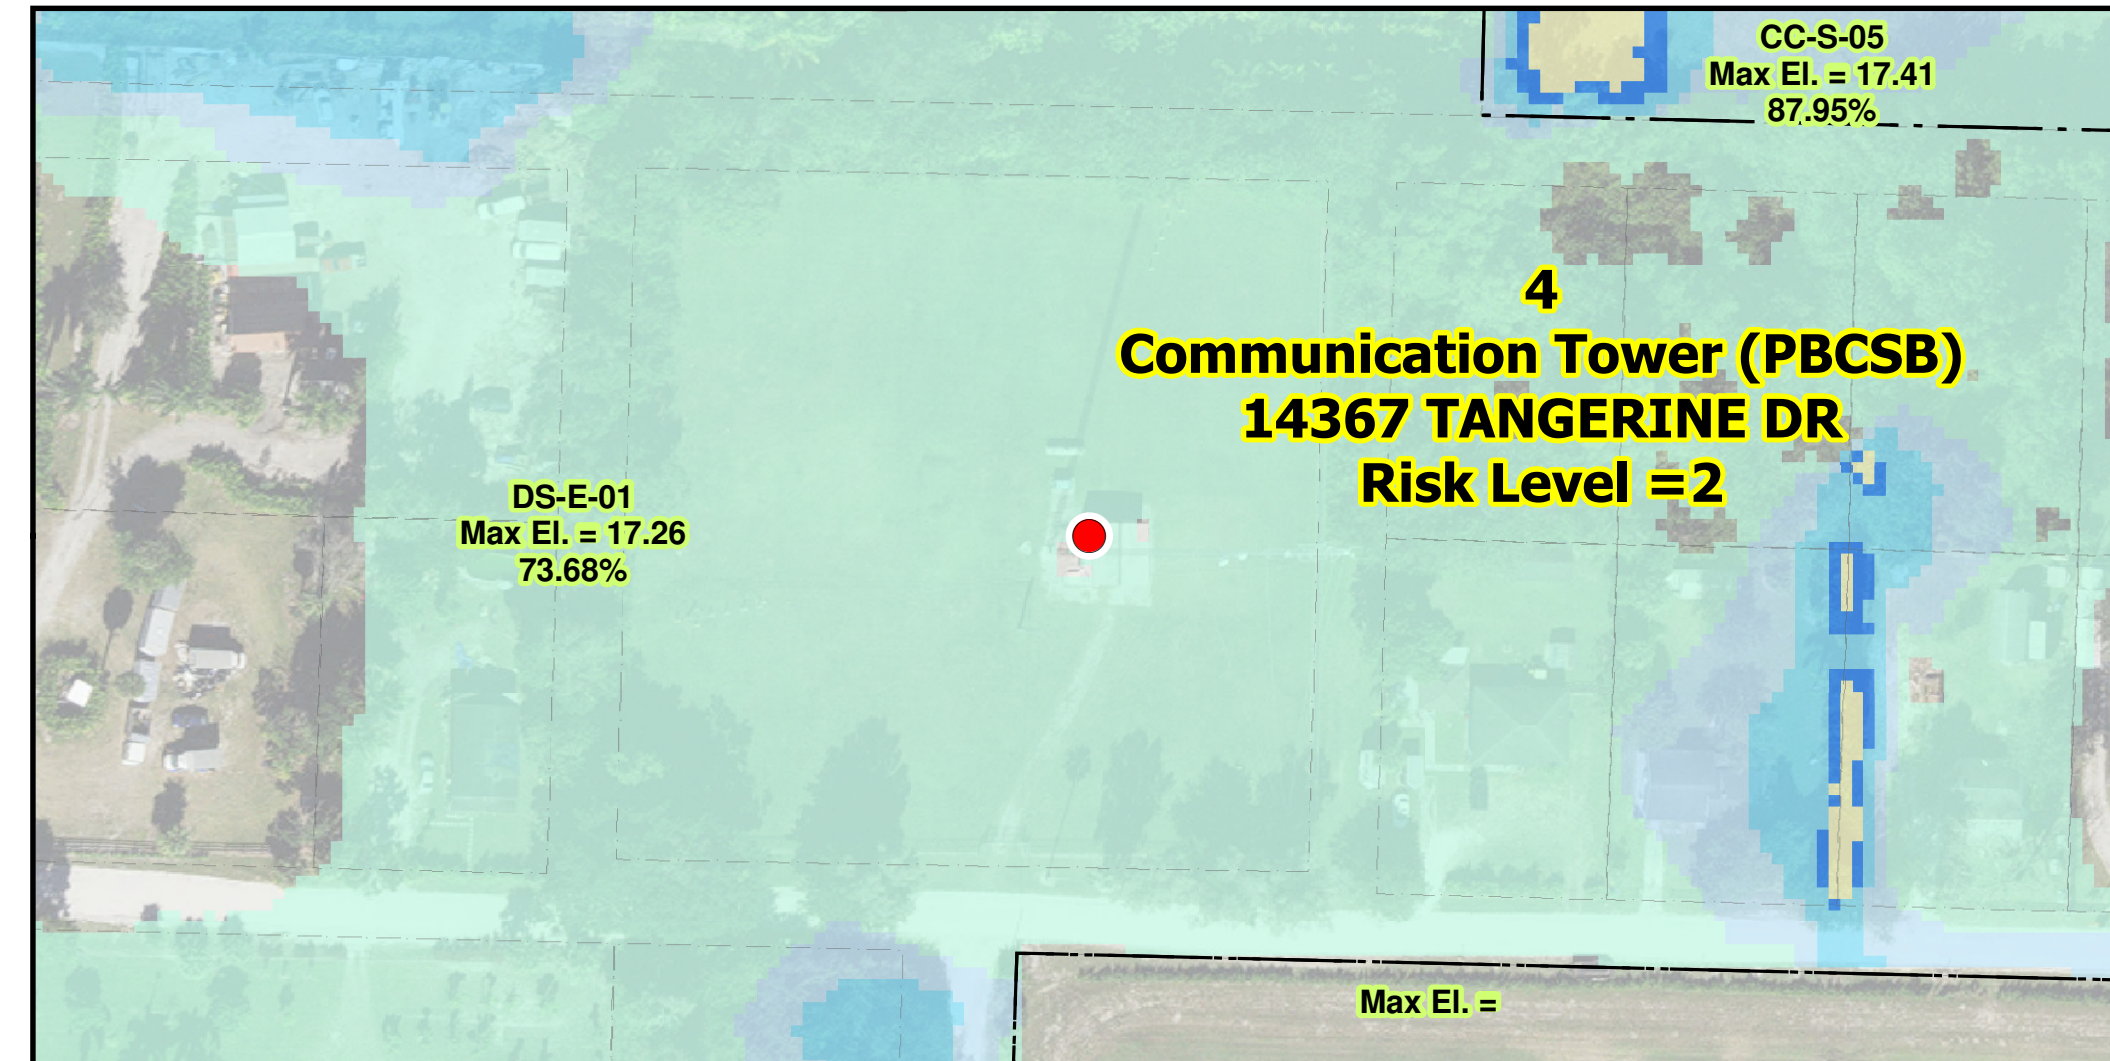 CC-S-05
Max El. = 17.41
87.95%
4
Communication Tower (PBCSB)
14367 TANGERINE DR
Risk Level =2
DS-E-01
Max El. = 17.26
73.68%
Max El. =